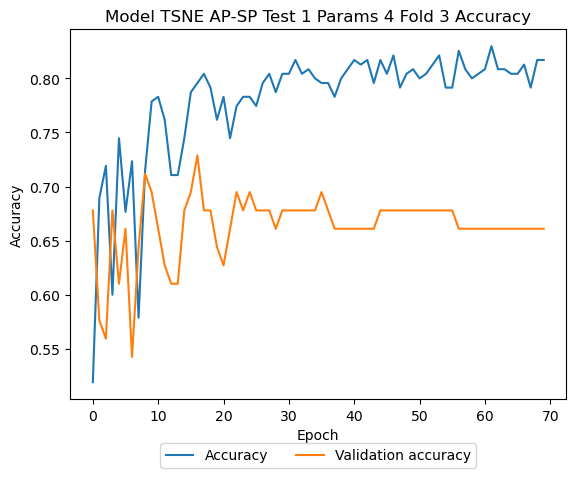 Model TSNE AP-SP Test 1 Params 4 Fold 3 Accuracy
Accuracy
0.80
0.75
0.70
0.65
0.60
0.55
0 10 20 30 40 50 60 70
Epoch
Accuracy Validation accuracy